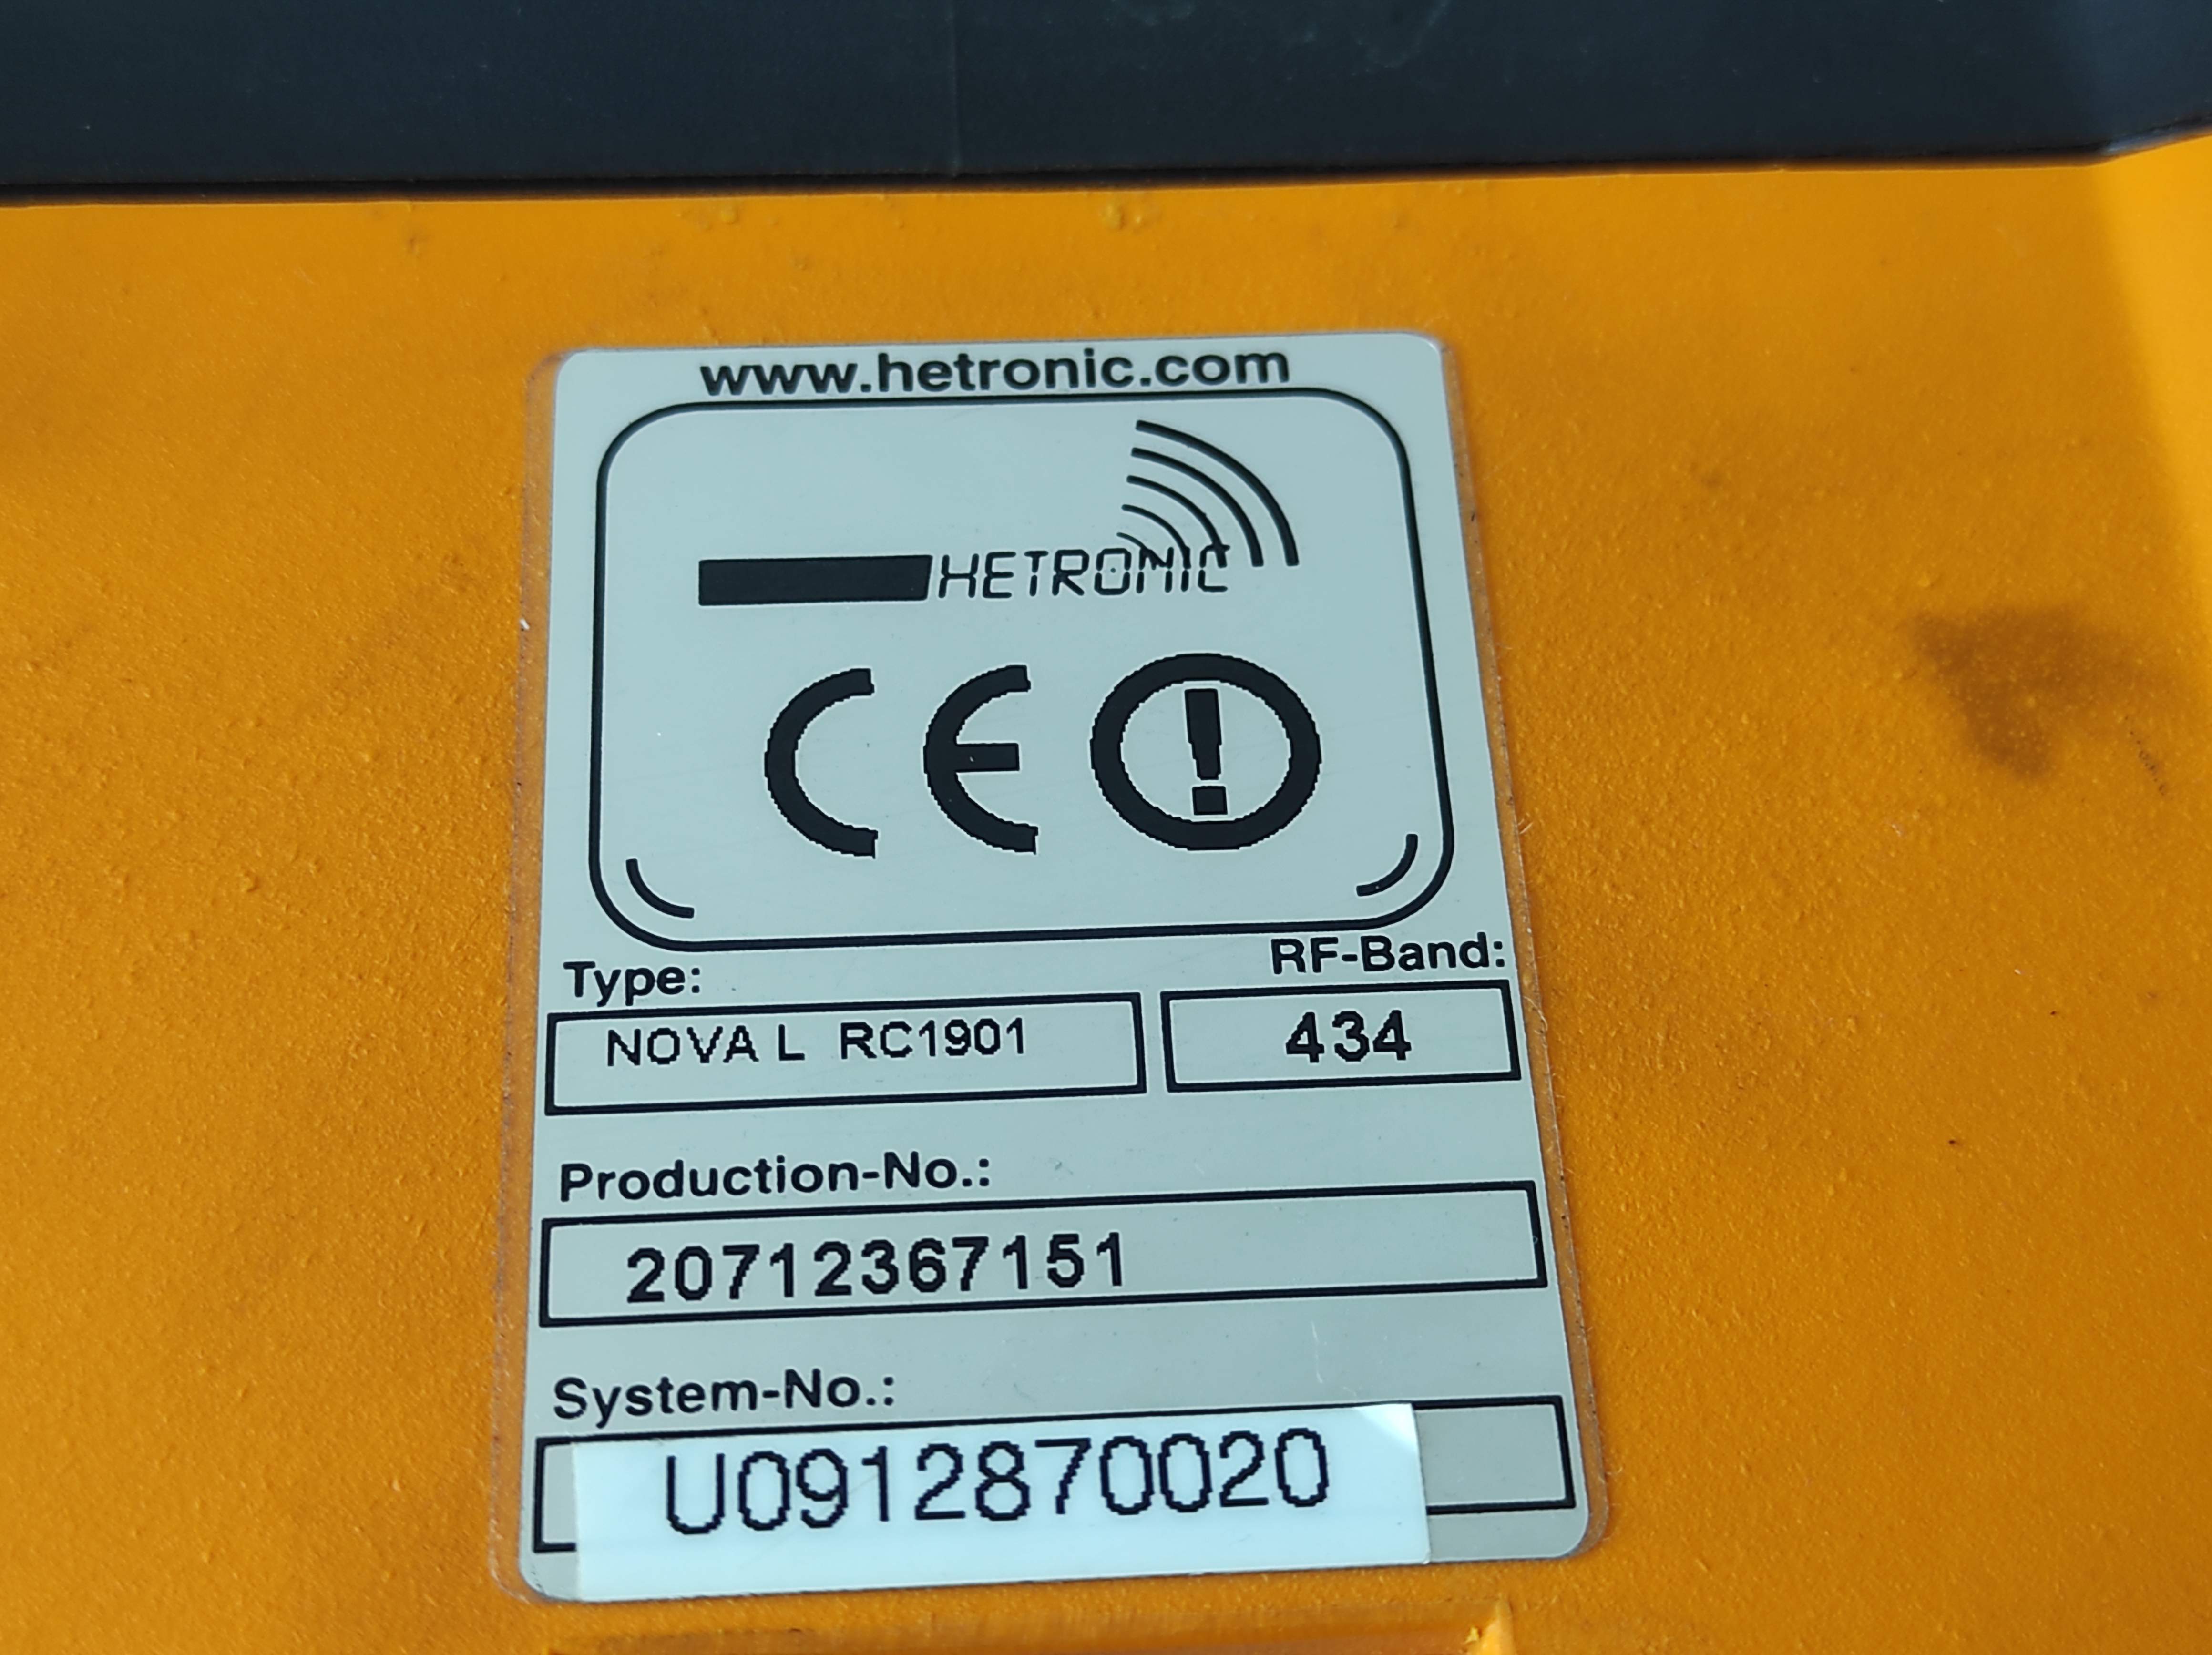 www.hetronic.com
HETRONIC
CE
Type:
RF-Band:
NOVA L RC1901
434
Production-No.:
20712367151
System-No.:
U0912870020